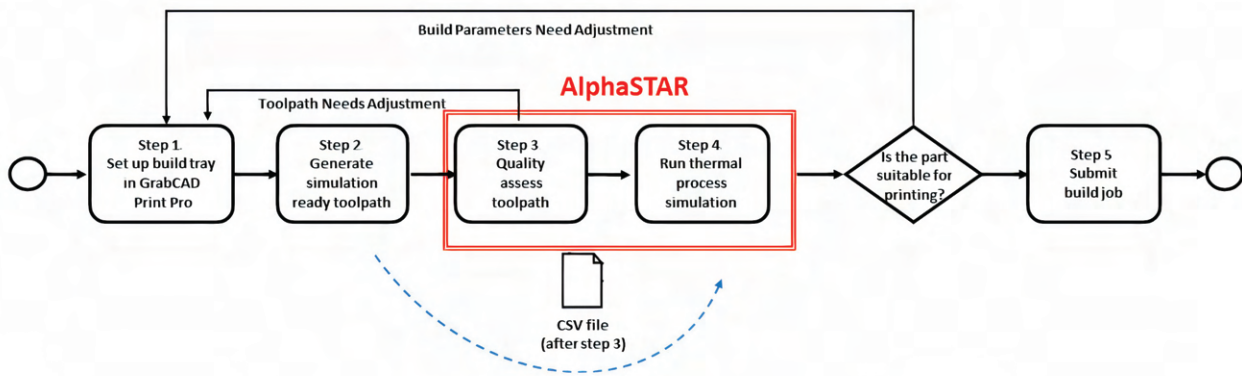 Build Parameters Need Adjustment
AlphaSTAR
Toolpath Needs Adjustment
Step 1.
Set up build tray
in GrabCAD
Print Pro
Step 2.
Generate
simulation
ready toolpath
Step 3.
Quality
assess
toolpath
Step 4.
Run thermal
process
simulation
Is the part
suitable for
printing?
Step 5.
Submit
build job
CSV file
(after step 3)